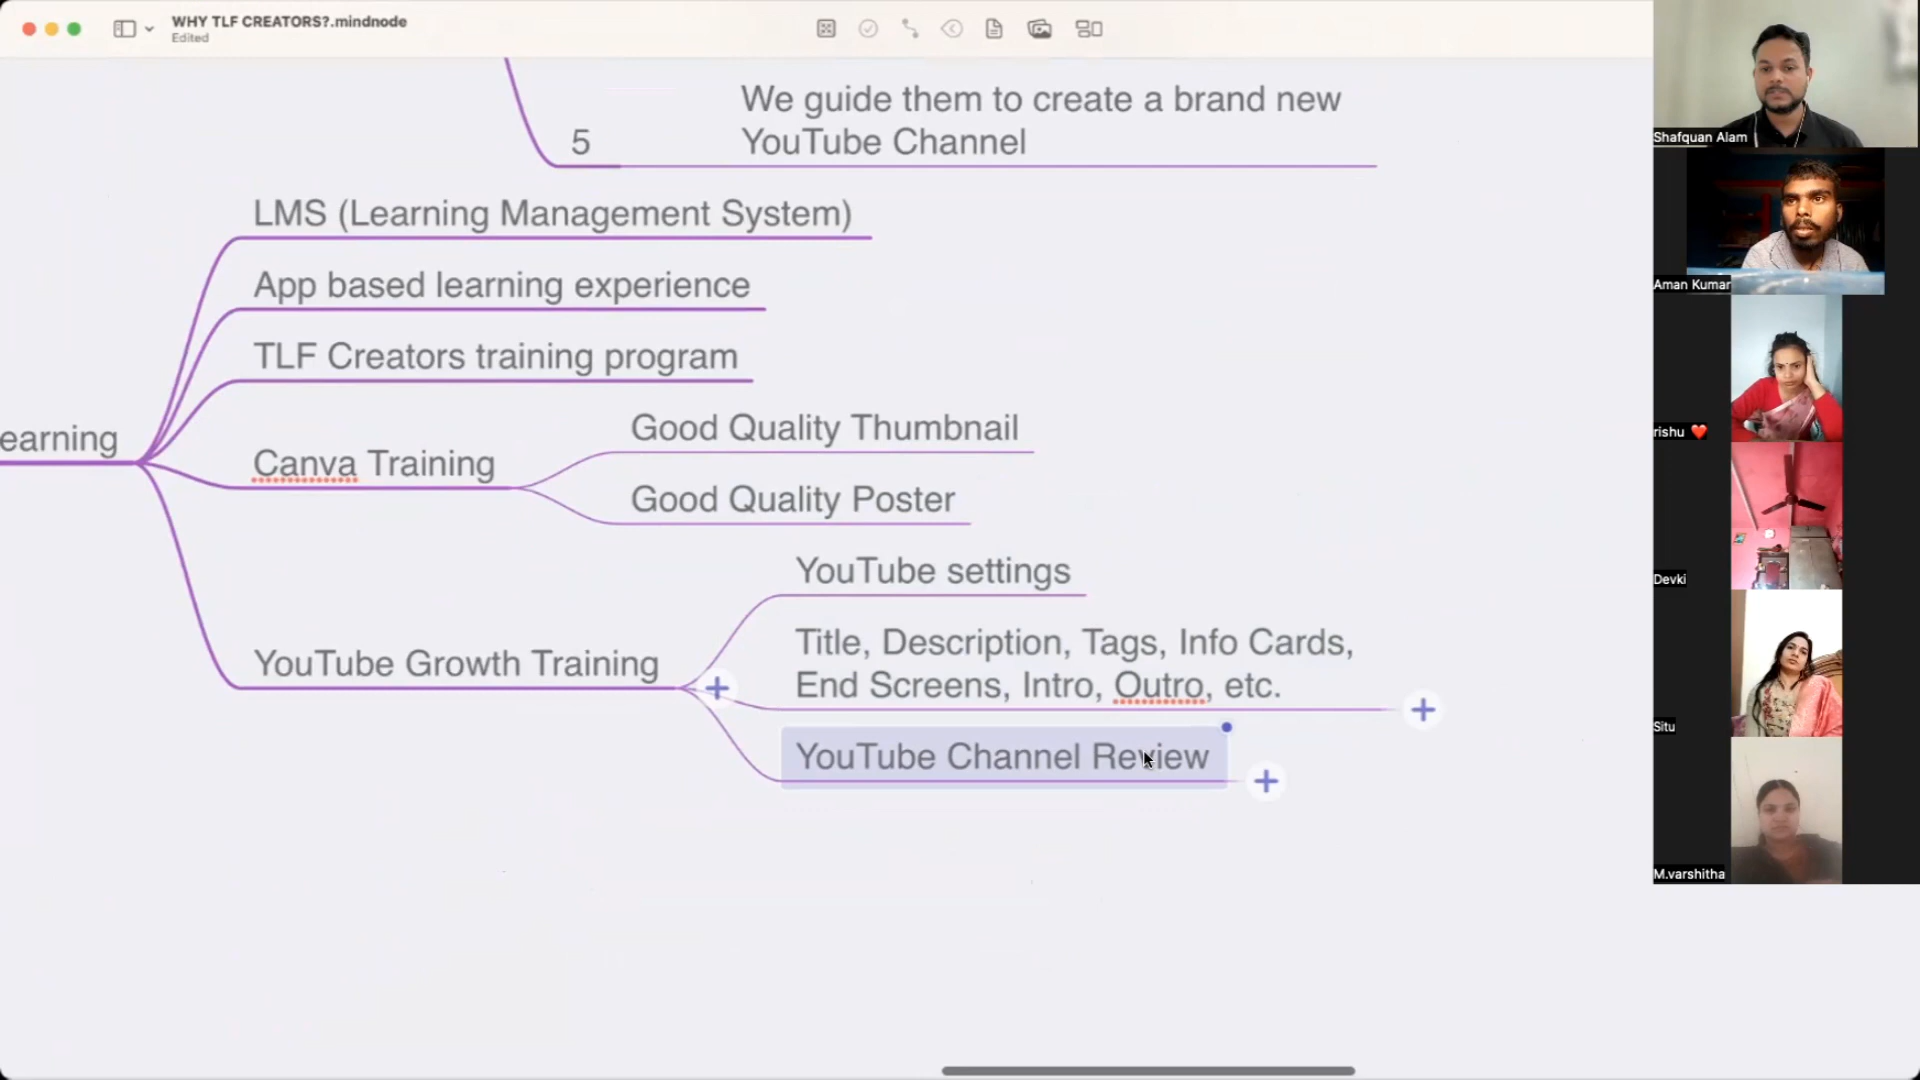 WHY TLF CREATORS?.mindnode
Edited
We guide them to create a brand new
YouTube Channel
5
LMS (Learning Management System)
App based learning experience
TLF Creators training program
earning
Canva Training
Good Quality Thumbnail
Good Quality Poster
YouTube Growth Training
YouTube settings
Title, Description, Tags, Info Cards,
End Screens, Intro, Outro, etc.
YouTube Channel Review
Shafquan Alam
Aman Kumar
rishu ❤️
Devki
Situ
M.varshitha